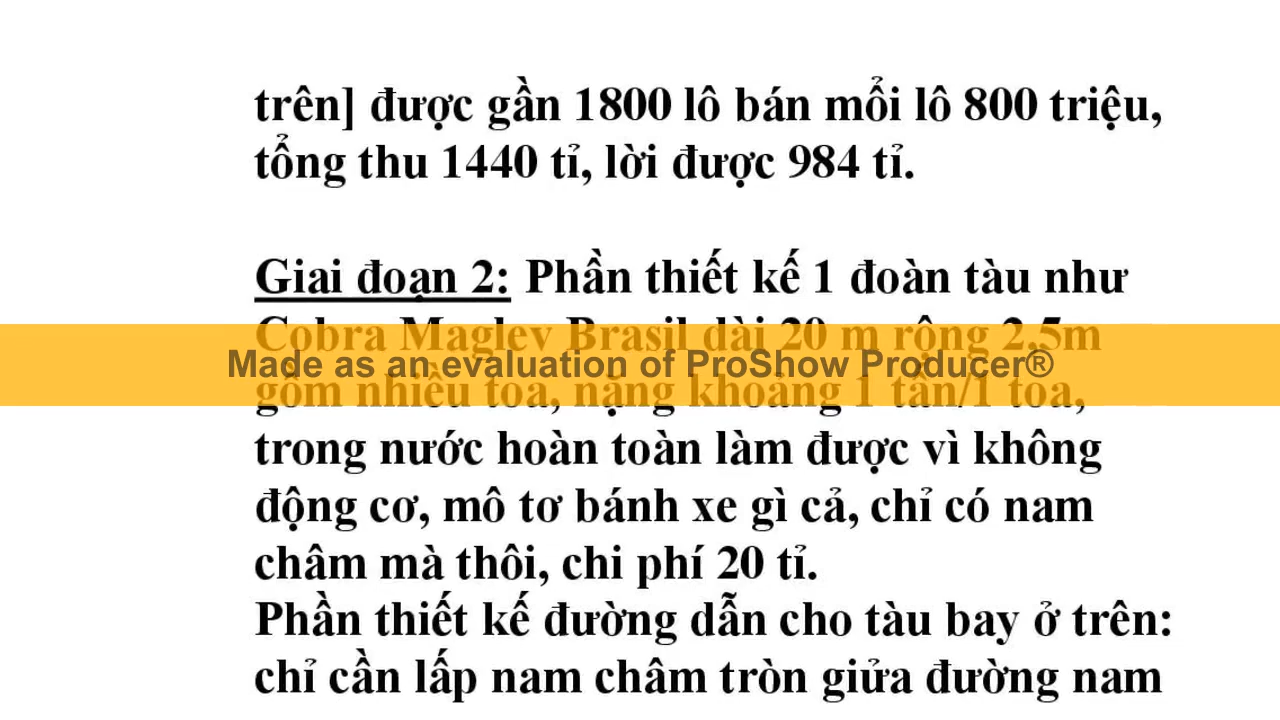 trên] được gần 1800 lô bán mổi lô 800 triệu,
tổng thu 1440 tỉ, lời được 984 tỉ.
Giai đoạn 2: Phần thiết kế 1 đoàn tàu như
Cobra Maglev Brasil dài 20 m rộng 2,5m
Made as an evaluation of ProShow Producer®
gồm nhiều toa, nặng khoảng 1 tấn/1 toa,
trong nước hoàn toàn làm được vì không
động cơ, mô tơ bánh xe gì cả, chỉ có nam
châm mà thôi, chi phí 20 tỉ.
Phần thiết kế đường dẫn cho tàu bay ở trên:
chỉ cần lấp nam châm tròn giửa đường nam